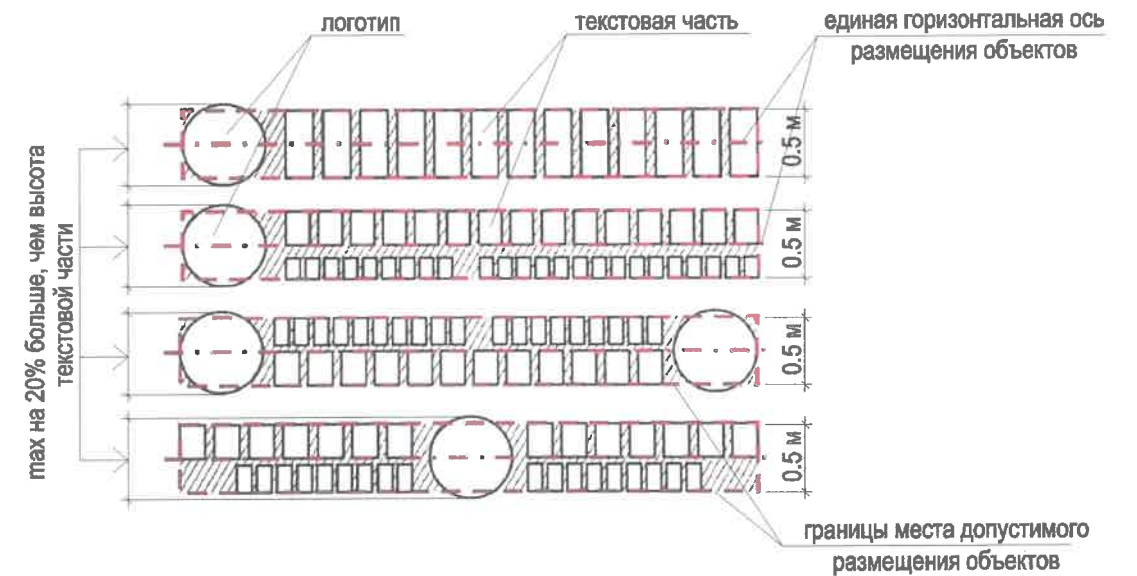 логотип
текстовая часть
единая горизонтальная ось
размещения объектов
max на 20% больше, чем высота
текстовой части
0.5 м
0.5 м
0.5 м
0.5 м
границы места допустимого
размещения объектов